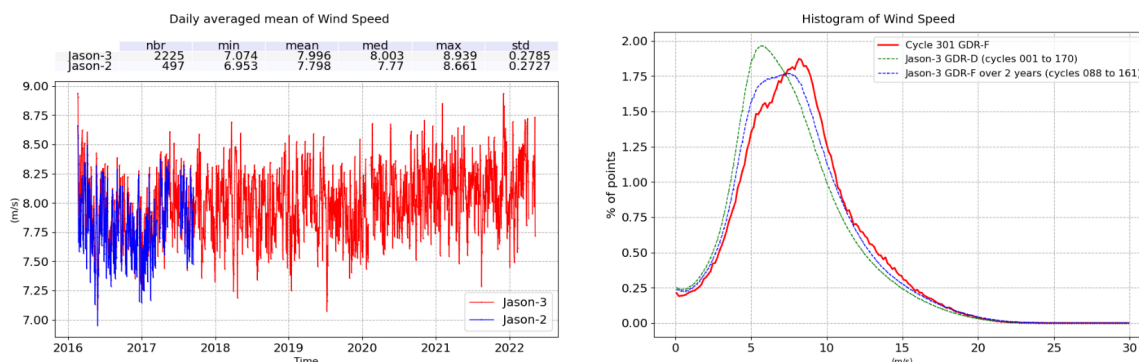 Daily averaged mean of Wind Speed
nbr min mean med max std
Jason-3 2225 7.074 7.996 8.003 8.939 0.2785
Jason-2 497 6.953 7.798 7.77 8.661 0.2727
9.00
8.75
8.50
8.25
8.00
7.75
7.50
7.25
7.00
(m/s)
Jason-3
Jason-2
2016 2017 2018 2019 2020 2021 2022
Time
Histogram of Wind Speed
Cycle 301 GDR-F
Jason-3 GDR-D (cycles 001 to 170)
Jason-3 GDR-F over 2 years (cycles 088 to 161)
2.00
1.75
1.50
1.25
1.00
0.75
0.50
0.25
0.00
% of points
0 5 10 15 20 25 30
(m/s)